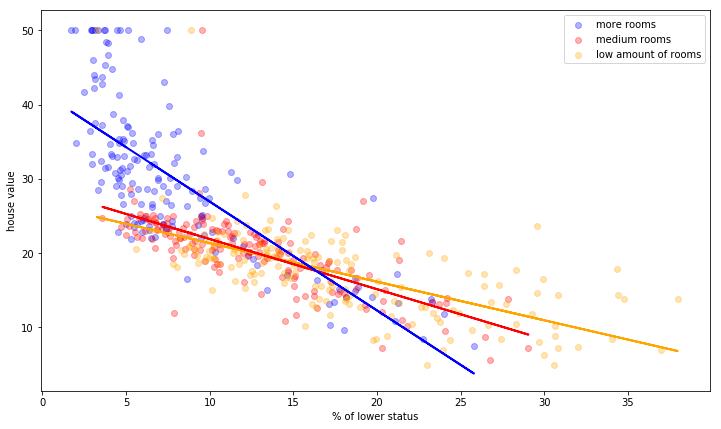 more rooms
medium rooms
low amount of rooms
house value
50
40
30
20
10
0
5
10
15
20
25
30
35
% of lower status